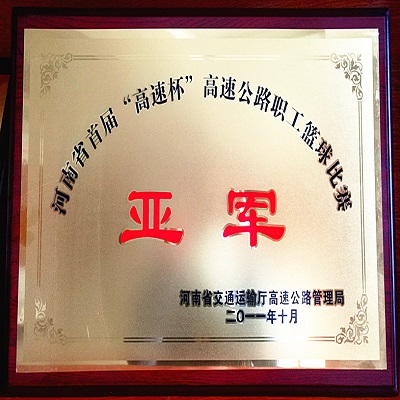 河南省首届“高速杯”高速公路职工篮球比赛
亚军
河南省交通运输厅高速公路管理局
二〇一一年十月